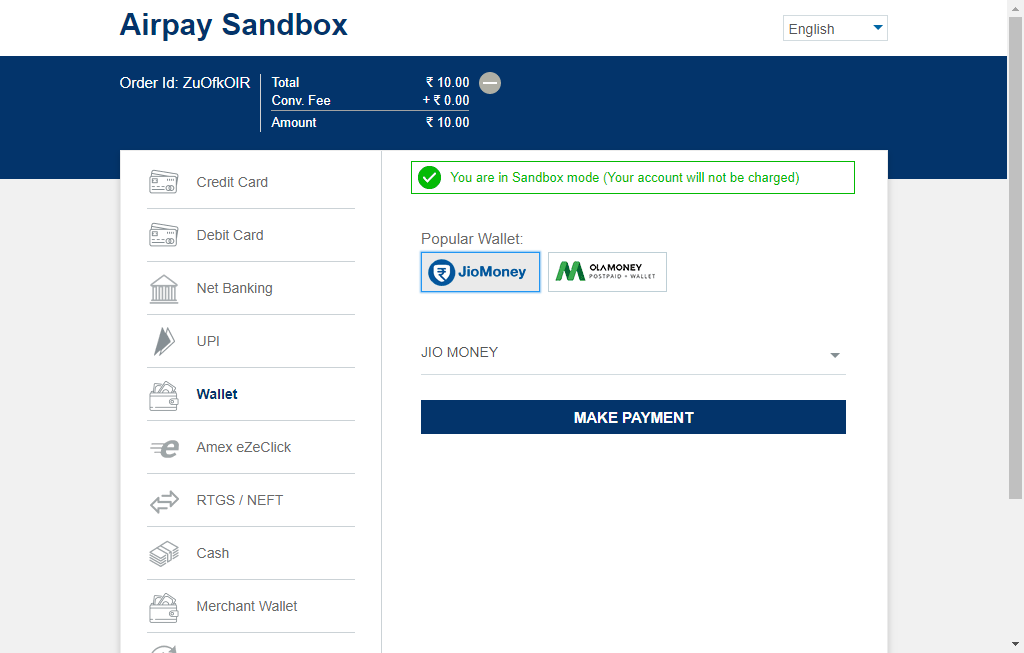 Airpay Sandbox
English
Order Id: ZuOfkOIR
Total ₹ 10.00
Conv. Fee + ₹ 0.00
Amount ₹ 10.00
Credit Card
Debit Card
Net Banking
UPI
Wallet
Amex eZeClick
RTGS / NEFT
Cash
Merchant Wallet
You are in Sandbox mode (Your account will not be charged)
Popular Wallet:
JioMoney
OLAMONEY
POSTPAID + WALLET
JIO MONEY
MAKE PAYMENT